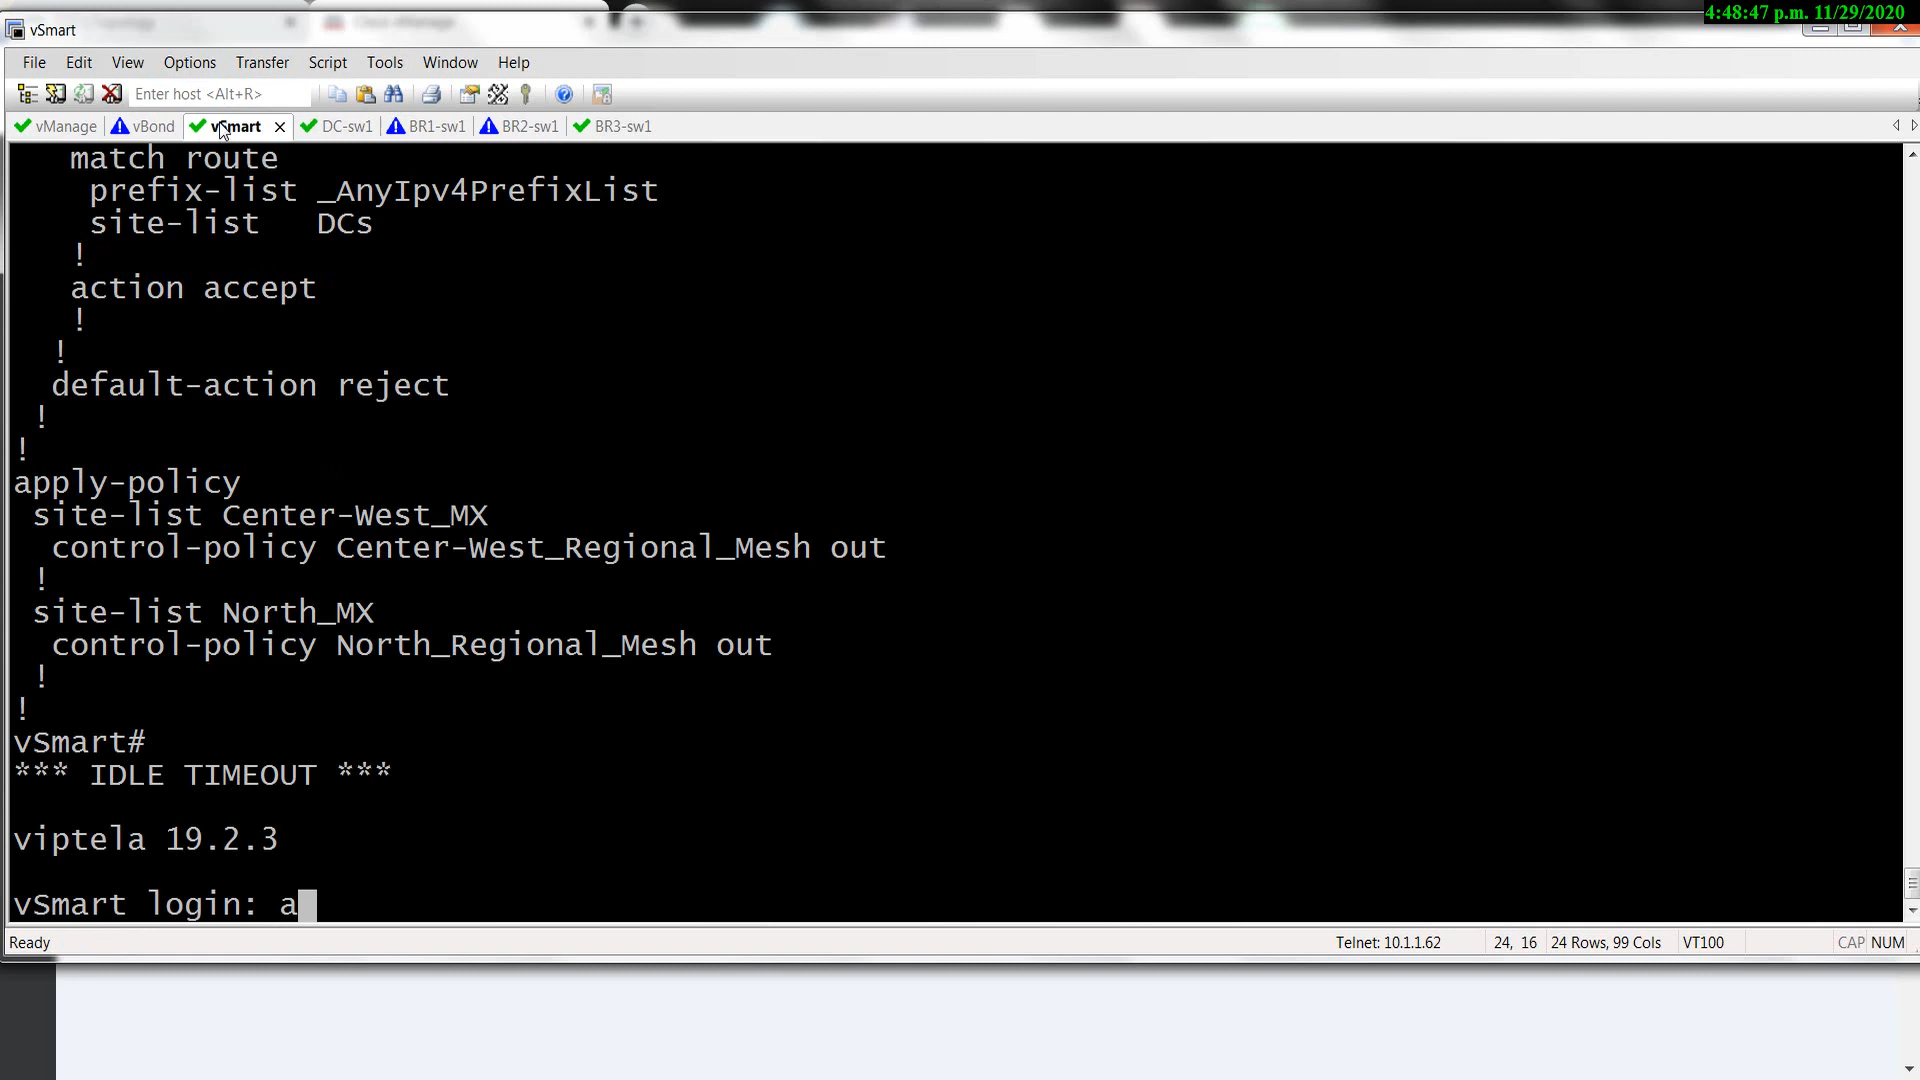 4:48:47 p.m. 11/29/2020
vSmart
File Edit View Options Transfer Script Tools Window Help
Enter host <Alt+R>
vManage vBond vSmart DC-sw1 BR1-sw1 BR2-sw1 BR3-sw1
match route
prefix-list _AnyIpv4PrefixList
site-list DCs
!
action accept
!
!
default-action reject
!
!
apply-policy
site-list Center-West_MX
control-policy Center-West_Regional_Mesh out
!
site-list North_MX
control-policy North_Regional_Mesh out
!
!
vSmart#
*** IDLE TIMEOUT ***
viptela 19.2.3
vSmart login: a
Ready Telnet: 10.1.1.62 24, 16 24 Rows, 99 Cols VT100 CAP NUM